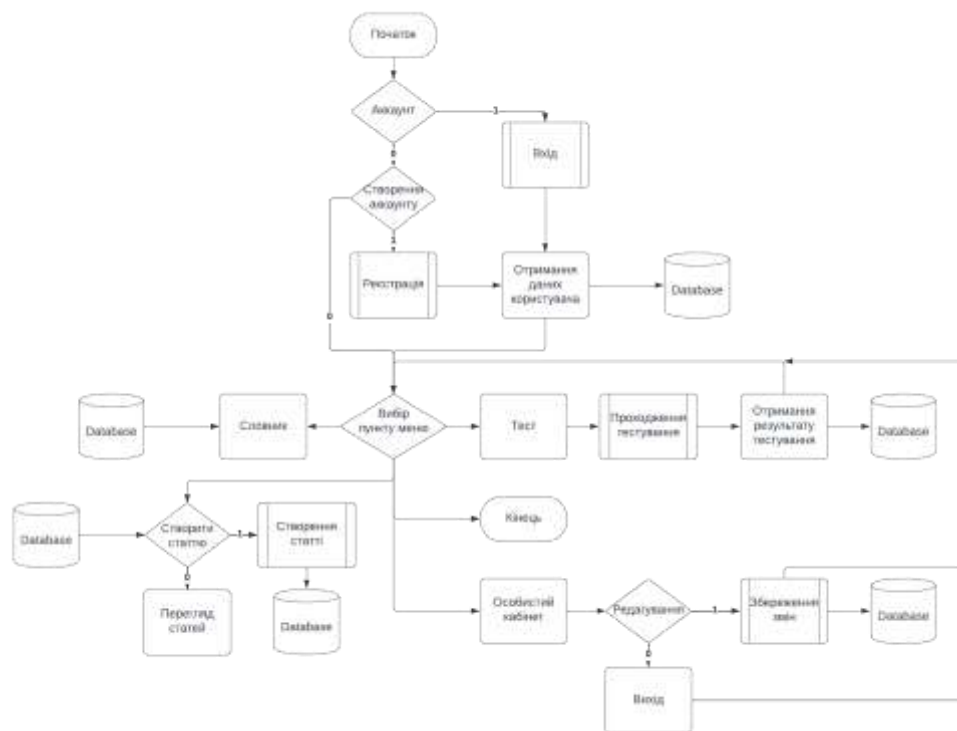 Початок
Аккаунт
1
Вхід
0
Створення
аккаунту
1
Реєстрація
Отримання
даних
користувача
Database
0
Database
Словник
Вибір
пункту меню
Тест
Проходження
тестування
Отримання
результату
тестування
Database
Database
Створити
статтю
1
Створення
статті
Кінець
0
Перегляд
статей
Database
Особистий
кабінет
Редагування
1
Збереження
змін
Database
0
Вихід